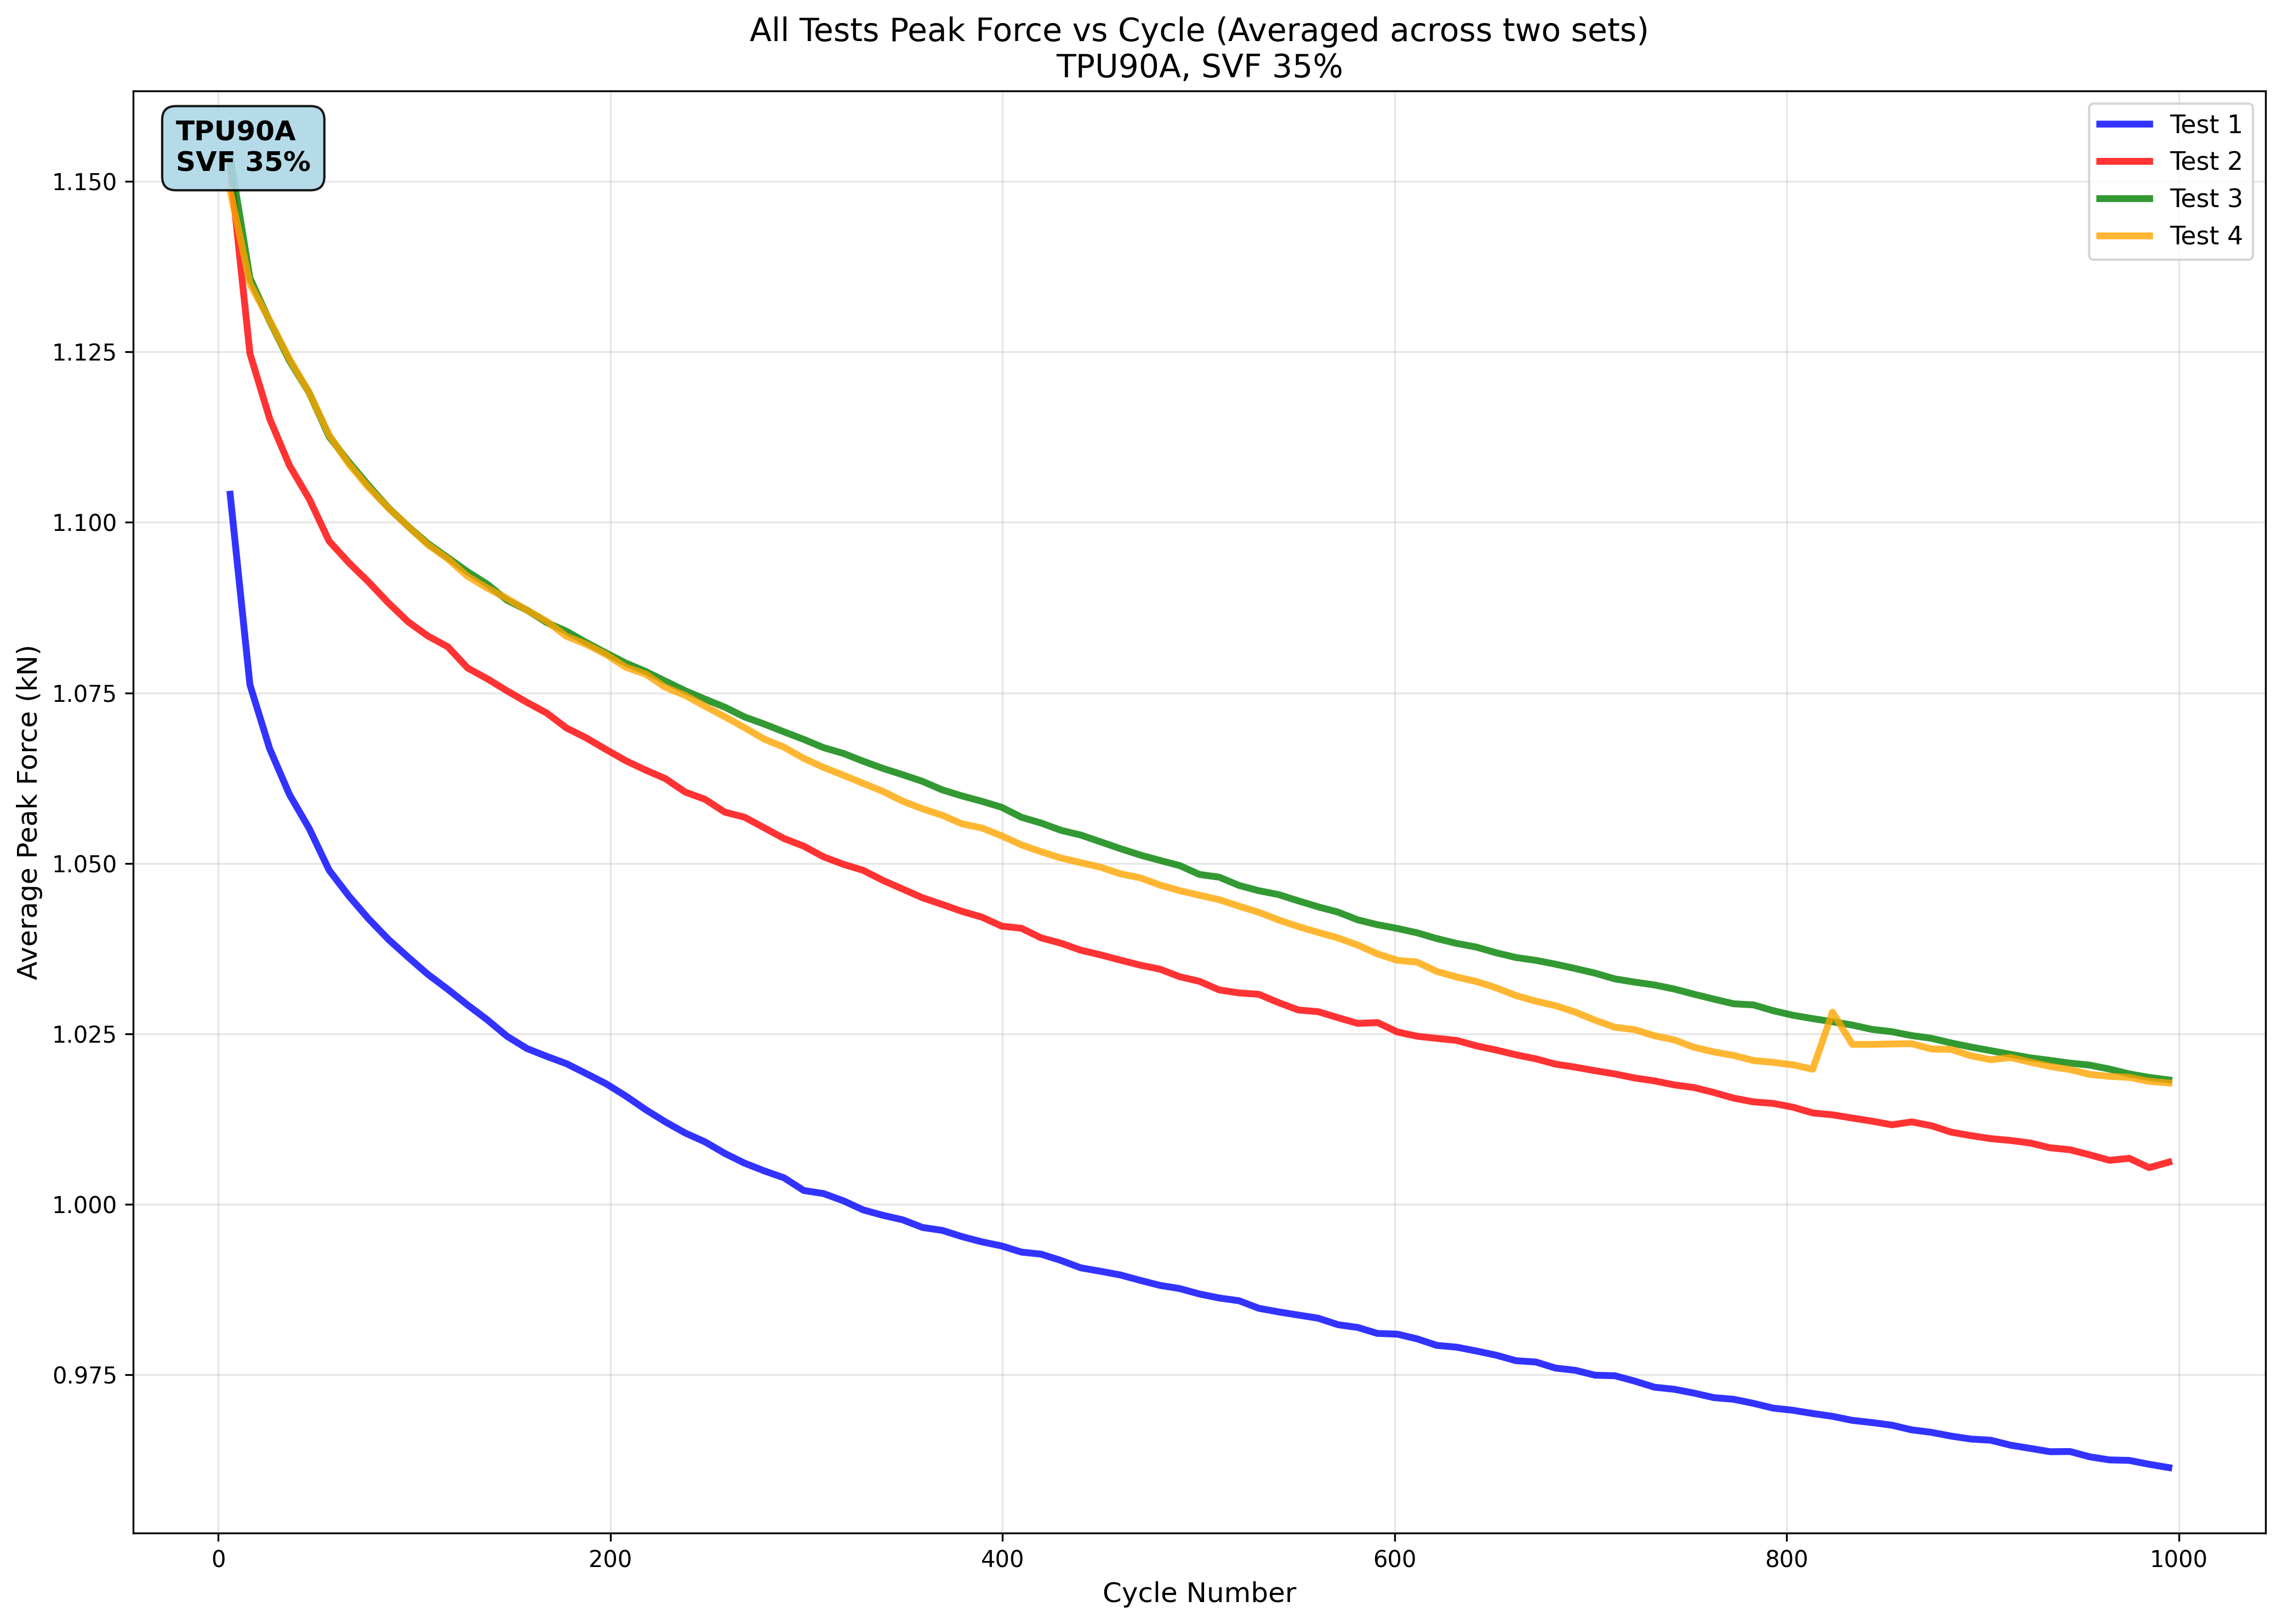 All Tests Peak Force vs Cycle (Averaged across two sets)
TPU90A, SVF 35%
TPU90A
SVF 35%
Test 1
Test 2
Test 3
Test 4
1.150
1.125
1.100
1.075
1.050
1.025
1.000
0.975
Average Peak Force (kN)
0
200
400
600
800
1000
Cycle Number